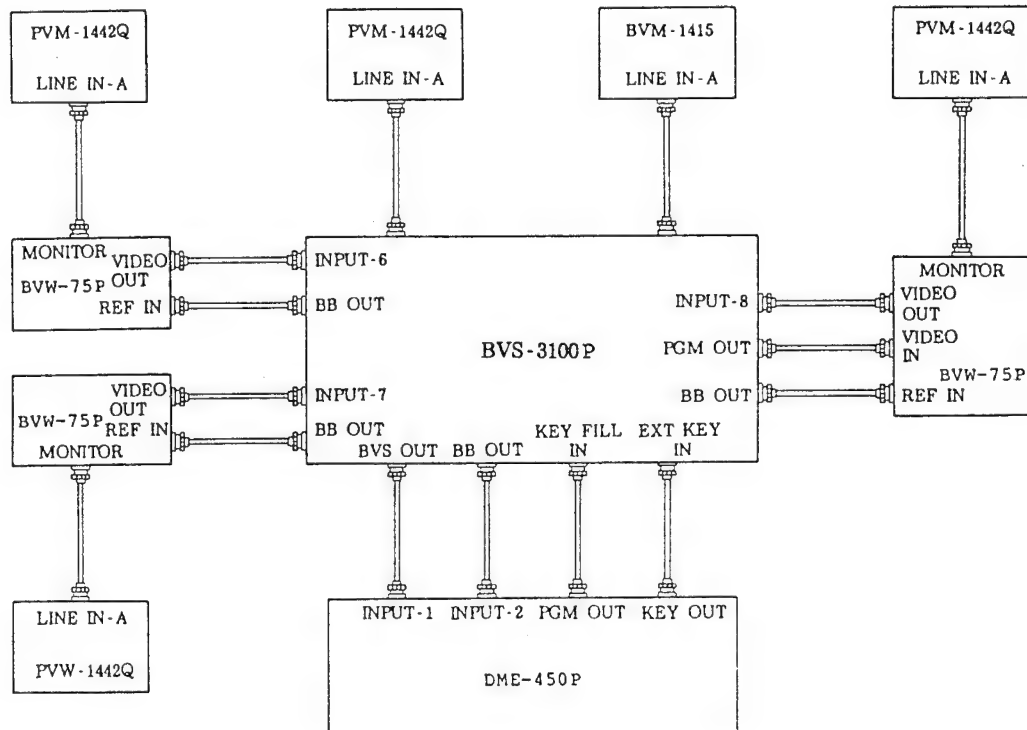 PVM-1442Q
LINE IN-A
PVM-1442Q
LINE IN-A
BVM-1415
LINE IN-A
PVM-1442Q
LINE IN-A
MONITOR
VIDEO
OUT
BVW-75P
REF IN
VIDEO
OUT
BVW-75P
REF IN
MONITOR
INPUT-6
BB OUT
INPUT-7
BB OUT
BVS-3100P
INPUT-8
PGM OUT
BB OUT
BVS OUT
BB OUT
KEY FILL
IN
EXT KEY
IN
MONITOR
VIDEO
OUT
VIDEO
IN
BVW-75P
REF IN
LINE IN-A
PVW-1442Q
INPUT-1
INPUT-2
PGM OUT
KEY OUT
DME-450P